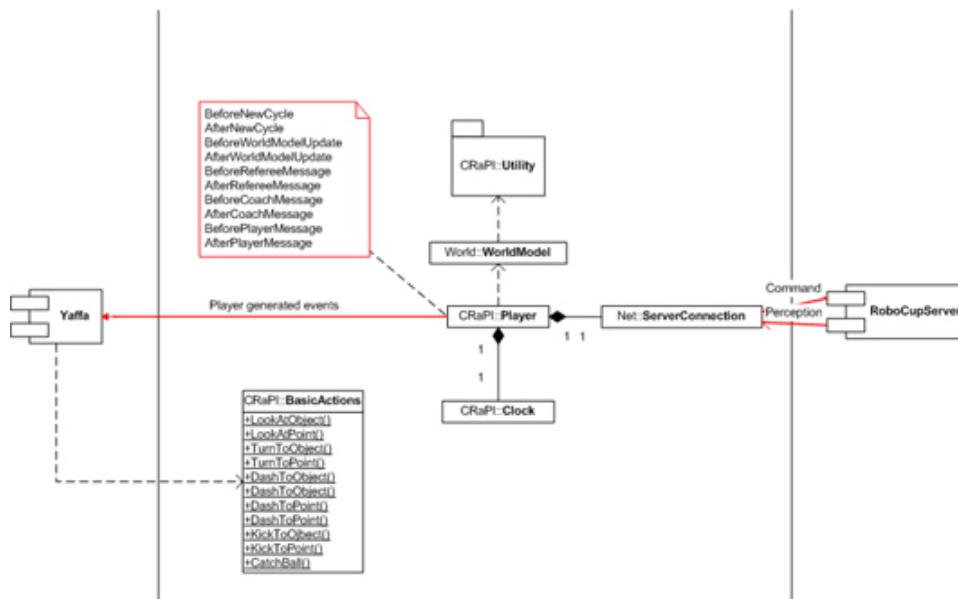 BeforeNewCycle
AfterNewCycle
BeforeWorldModelUpdate
AfterWorldModelUpdate
BeforeRefereeMessage
AfterRefereeMessage
BeforeCoachMessage
AfterCoachMessage
BeforePlayerMessage
AfterPlayerMessage
CRaPI::Utility
World::WorldModel
Yaffa
Player generated events
CRaPI::Player
1
1
Net::ServerConnection
Command
Perception
RoboCupServer
1
1
CRaPI::Clock
CRaPI::BasicActions
+LookAtObject()
+LookAtPoint()
+TurnToObject()
+TurnToPoint()
+DashToObject()
+DashToObject()
+DashToPoint()
+DashToPoint()
+KickToOjbect()
+KickToPoint()
+CatchBall()